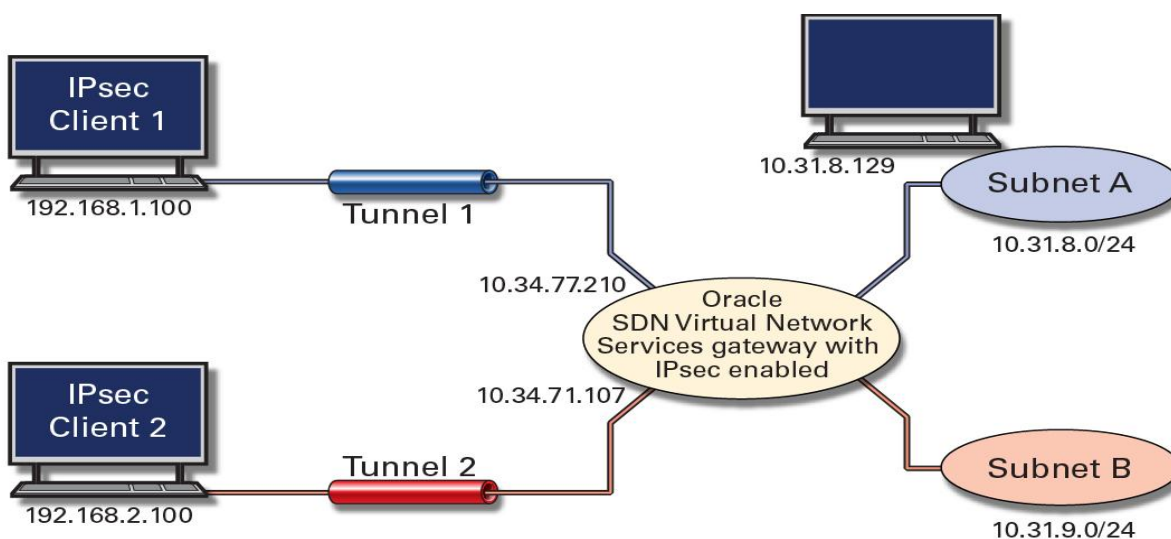 IPsec
Client 1
192.168.1.100
Tunnel 1
10.34.77.210
10.31.8.129
Subnet A
10.31.8.0/24
Oracle
SDN Virtual Network
Services gateway with
IPsec enabled
10.34.71.107
IPsec
Client 2
192.168.2.100
Tunnel 2
Subnet B
10.31.9.0/24